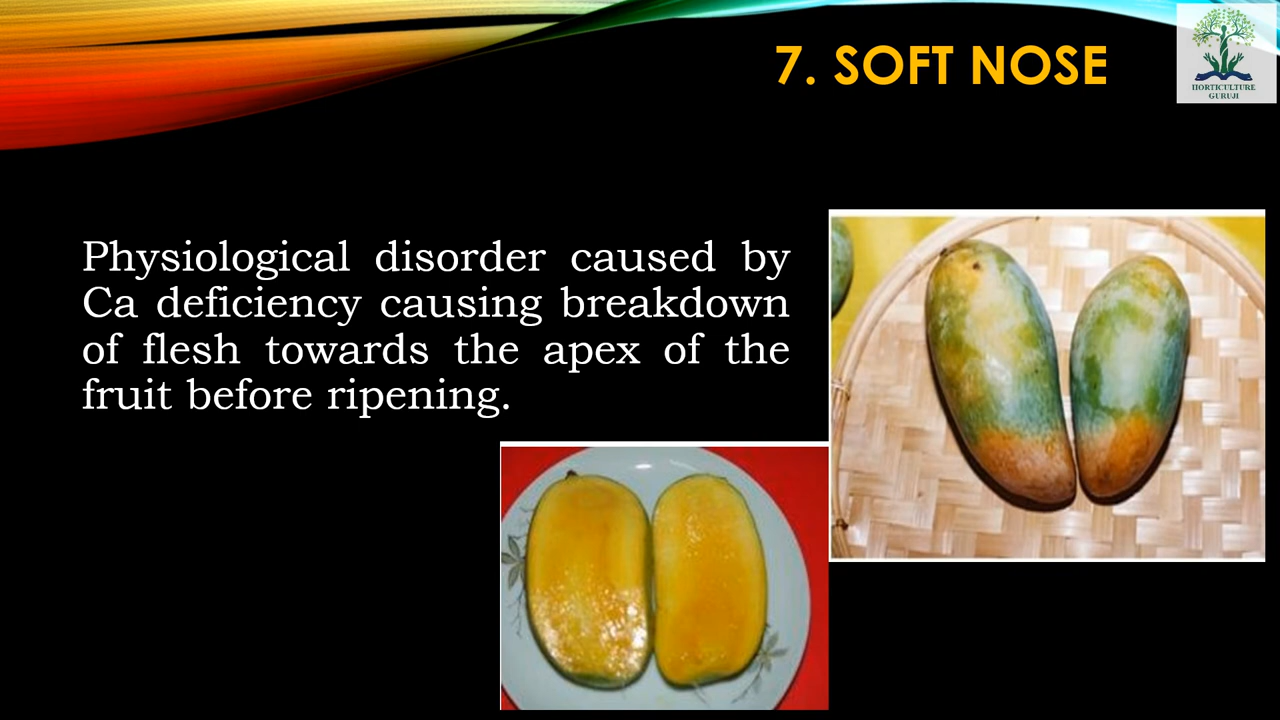 7. SOFT NOSE
HORTICULTURE
GURUJI
Physiological disorder caused by
Ca deficiency causing breakdown
of flesh towards the apex of the
fruit before ripening.